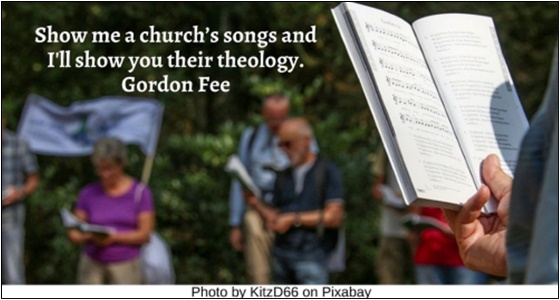 Show me a church’s songs and
I'll show you their theology.
Gordon Fee
Photo by KitzD66 on Pixabay